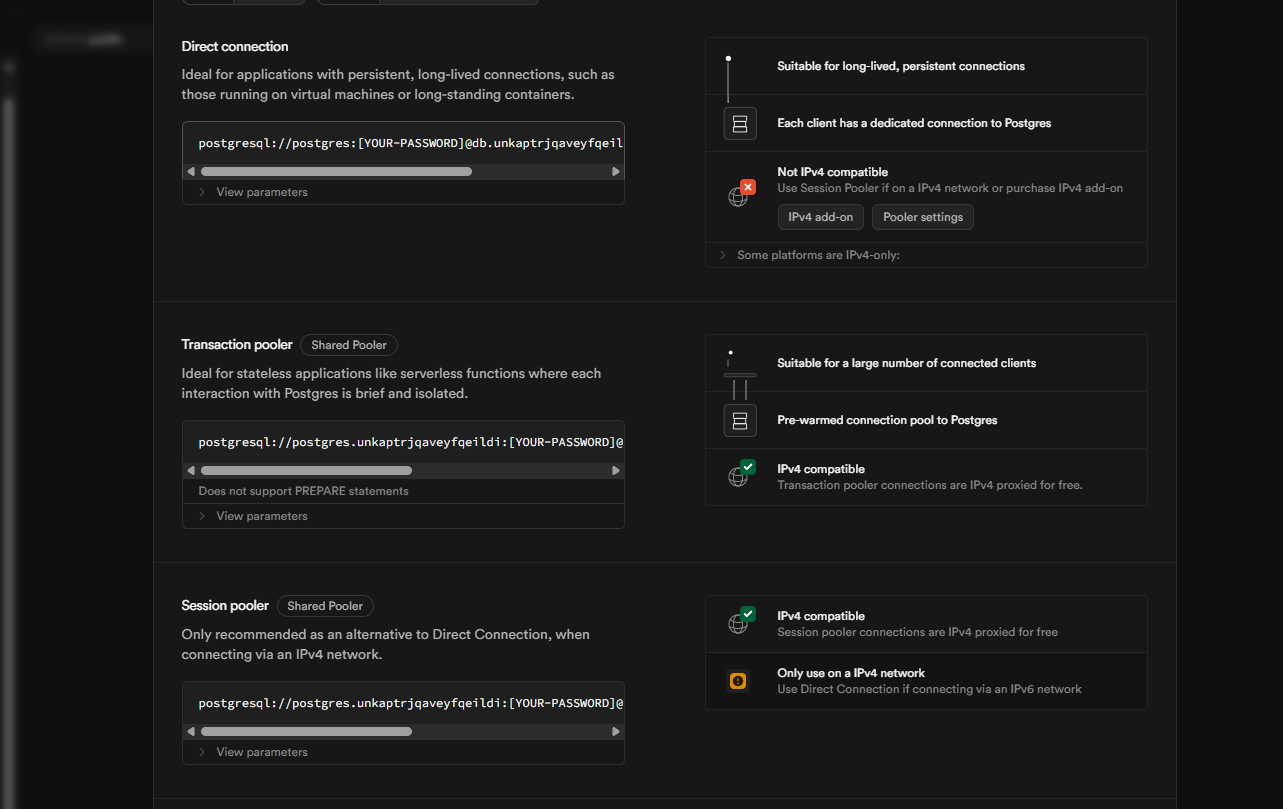 Direct connection
Ideal for applications with persistent, long-lived connections, such as
those running on virtual machines or long-standing containers.
postgresql://postgres:[YOUR-PASSWORD]@db.unkaptrjqaveyfqeil
View parameters
Suitable for long-lived, persistent connections
Each client has a dedicated connection to Postgres
Not IPv4 compatible
Use Session Pooler if on a IPv4 network or purchase IPv4 add-on
IPv4 add-on
Pooler settings
Some platforms are IPv4-only:
Transaction pooler
Shared Pooler
Ideal for stateless applications like serverless functions where each
interaction with Postgres is brief and isolated.
postgresql://postgres.unkaptrjqaveyfqeildi:[YOUR-PASSWORD]@
Does not support PREPARE statements
View parameters
Suitable for a large number of connected clients
Pre-warmed connection pool to Postgres
IPv4 compatible
Transaction pooler connections are IPv4 proxied for free.
Session pooler
Shared Pooler
Only recommended as an alternative to Direct Connection, when
connecting via an IPv4 network.
postgresql://postgres.unkaptrjqaveyfqeildi:[YOUR-PASSWORD]@
View parameters
IPv4 compatible
Session pooler connections are IPv4 proxied for free
Only use on a IPv4 network
Use Direct Connection if connecting via an IPv6 network